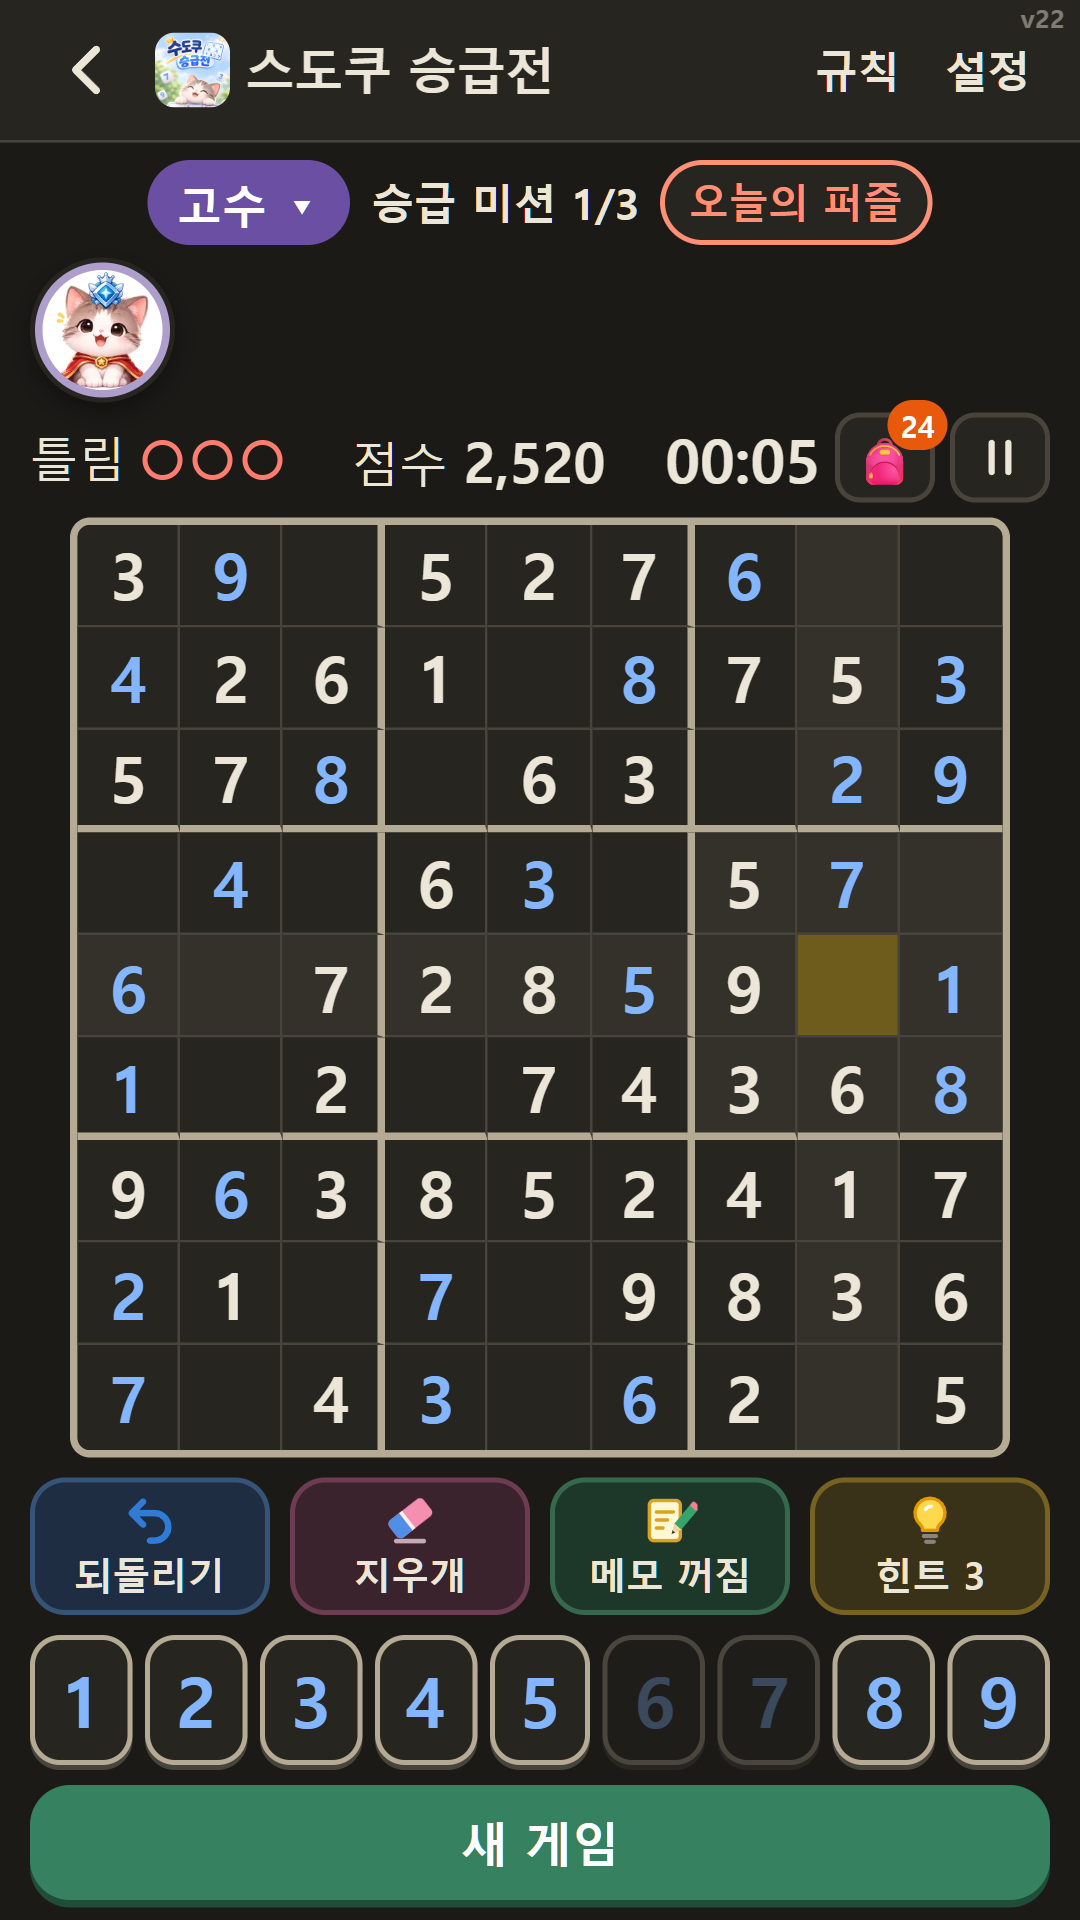 v22
스도쿠 승급전 규칙 설정
고수 ▼ 승급 미션 1/3 오늘의 퍼즐
틀림 점수 2,520 00:05 24
3 9 5 2 7 6
4 2 6 1 8 7 5 3
5 7 8 6 3 2 9
4 6 3 5 7
6 7 2 8 5 9 1
1 2 7 4 3 6 8
9 6 3 8 5 2 4 1 7
2 1 7 9 8 3 6
7 4 3 6 2 5
되돌리기 지우개 메모 꺼짐 힌트 3
1 2 3 4 5 6 7 8 9
새 게임